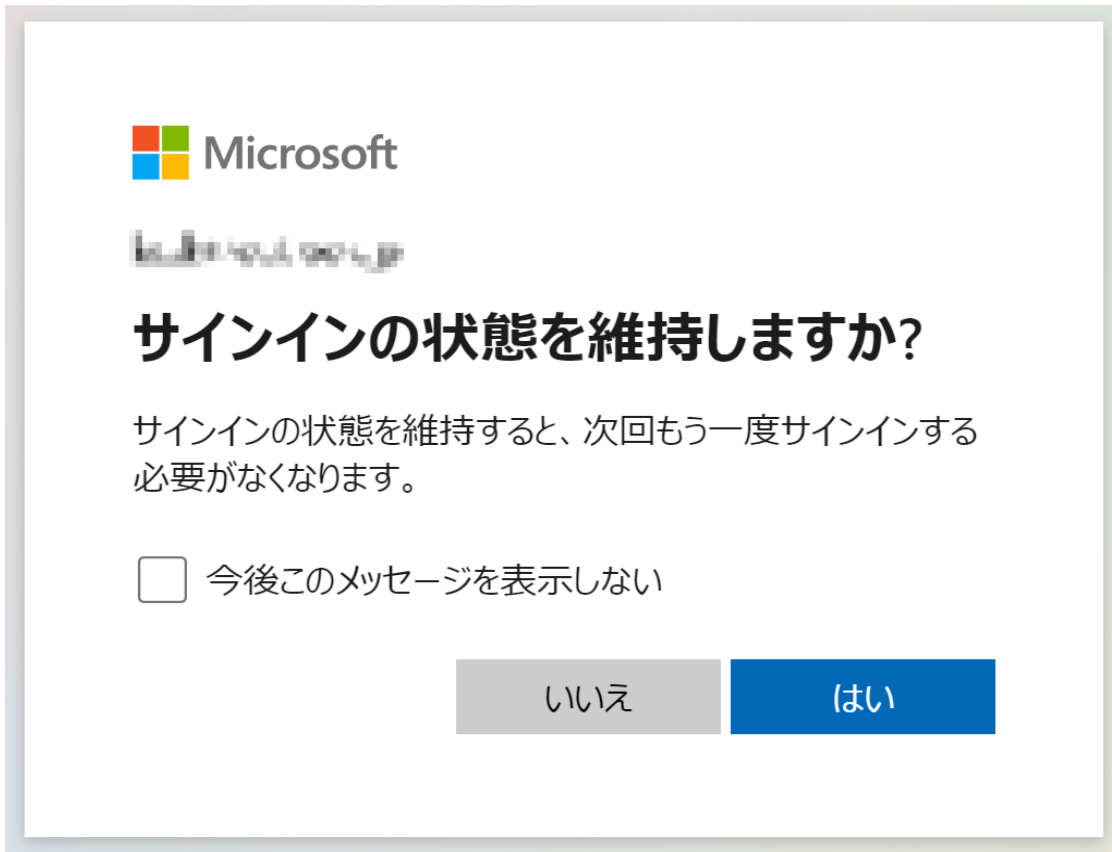 Microsoft
サインインの状態を維持しますか?
サインインの状態を維持すると、次回もう一度サインインする
必要がなくなります。
今後このメッセージを表示しない
いいえ
はい